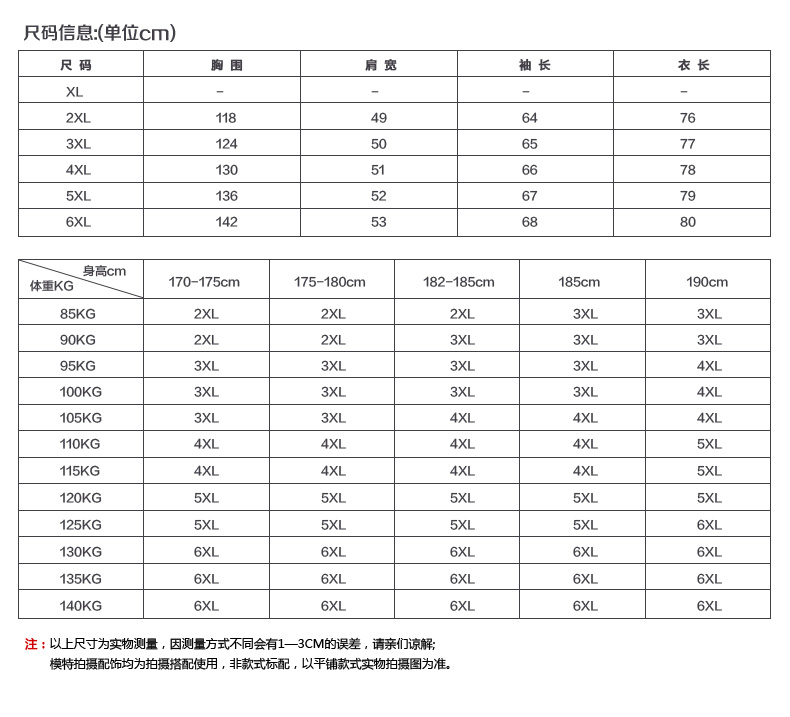 尺码信息:(单位cm)
尺 码 胸 围 肩 宽 袖 长 衣 长
XL – – – –
2XL 118 49 64 76
3XL 124 50 65 77
4XL 130 51 66 78
5XL 136 52 67 79
6XL 142 53 68 80
身高cm
体重KG 170-175cm 175-180cm 182-185cm 185cm 190cm
85KG 2XL 2XL 2XL 3XL 3XL
90KG 2XL 2XL 3XL 3XL 3XL
95KG 3XL 3XL 3XL 3XL 4XL
100KG 3XL 3XL 3XL 3XL 4XL
105KG 3XL 3XL 4XL 4XL 4XL
110KG 4XL 4XL 4XL 4XL 5XL
115KG 4XL 4XL 4XL 4XL 5XL
120KG 5XL 5XL 5XL 5XL 5XL
125KG 5XL 5XL 5XL 5XL 6XL
130KG 6XL 6XL 6XL 6XL 6XL
135KG 6XL 6XL 6XL 6XL 6XL
140KG 6XL 6XL 6XL 6XL 6XL
注：以上尺寸为实物测量，因测量方式不同会有1—3CM的误差，请亲们谅解;
模特拍摄配饰均为拍摄搭配使用，非款式标配，以平铺款式实物拍摄图为准。